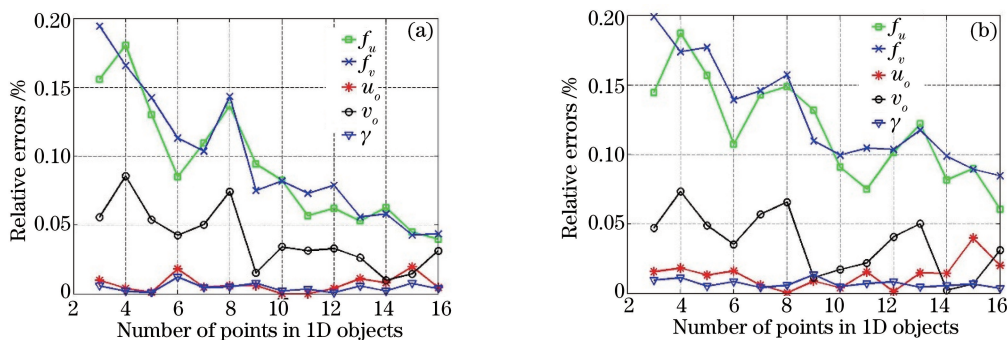 (a)
0.20
0.15
0.10
0.05
0
Relative errors /%
f_u
f_v
u_o
v_o
γ
2 4 6 8 10 12 14 16
Number of points in 1D objects
(b)
0.20
0.15
0.10
0.05
0
Relative errors /%
f_u
f_v
u_o
v_o
γ
2 4 6 8 10 12 14 16
Number of points in 1D objects